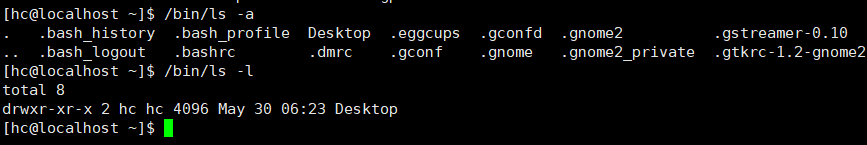 [hc@localhost ~]$ /bin/ls -a
.   .bash_history  .bash_profile  Desktop  .eggcups  .gconfd  .gnome2          .gstreamer-0.10
..  .bash_logout   .bashrc        .dmrc    .gconf    .gnome   .gnome2_private  .gtkrc-1.2-gnome2
[hc@localhost ~]$ /bin/ls -l
total 8
drwxr-xr-x 2 hc hc 4096 May 30 06:23 Desktop
[hc@localhost ~]$